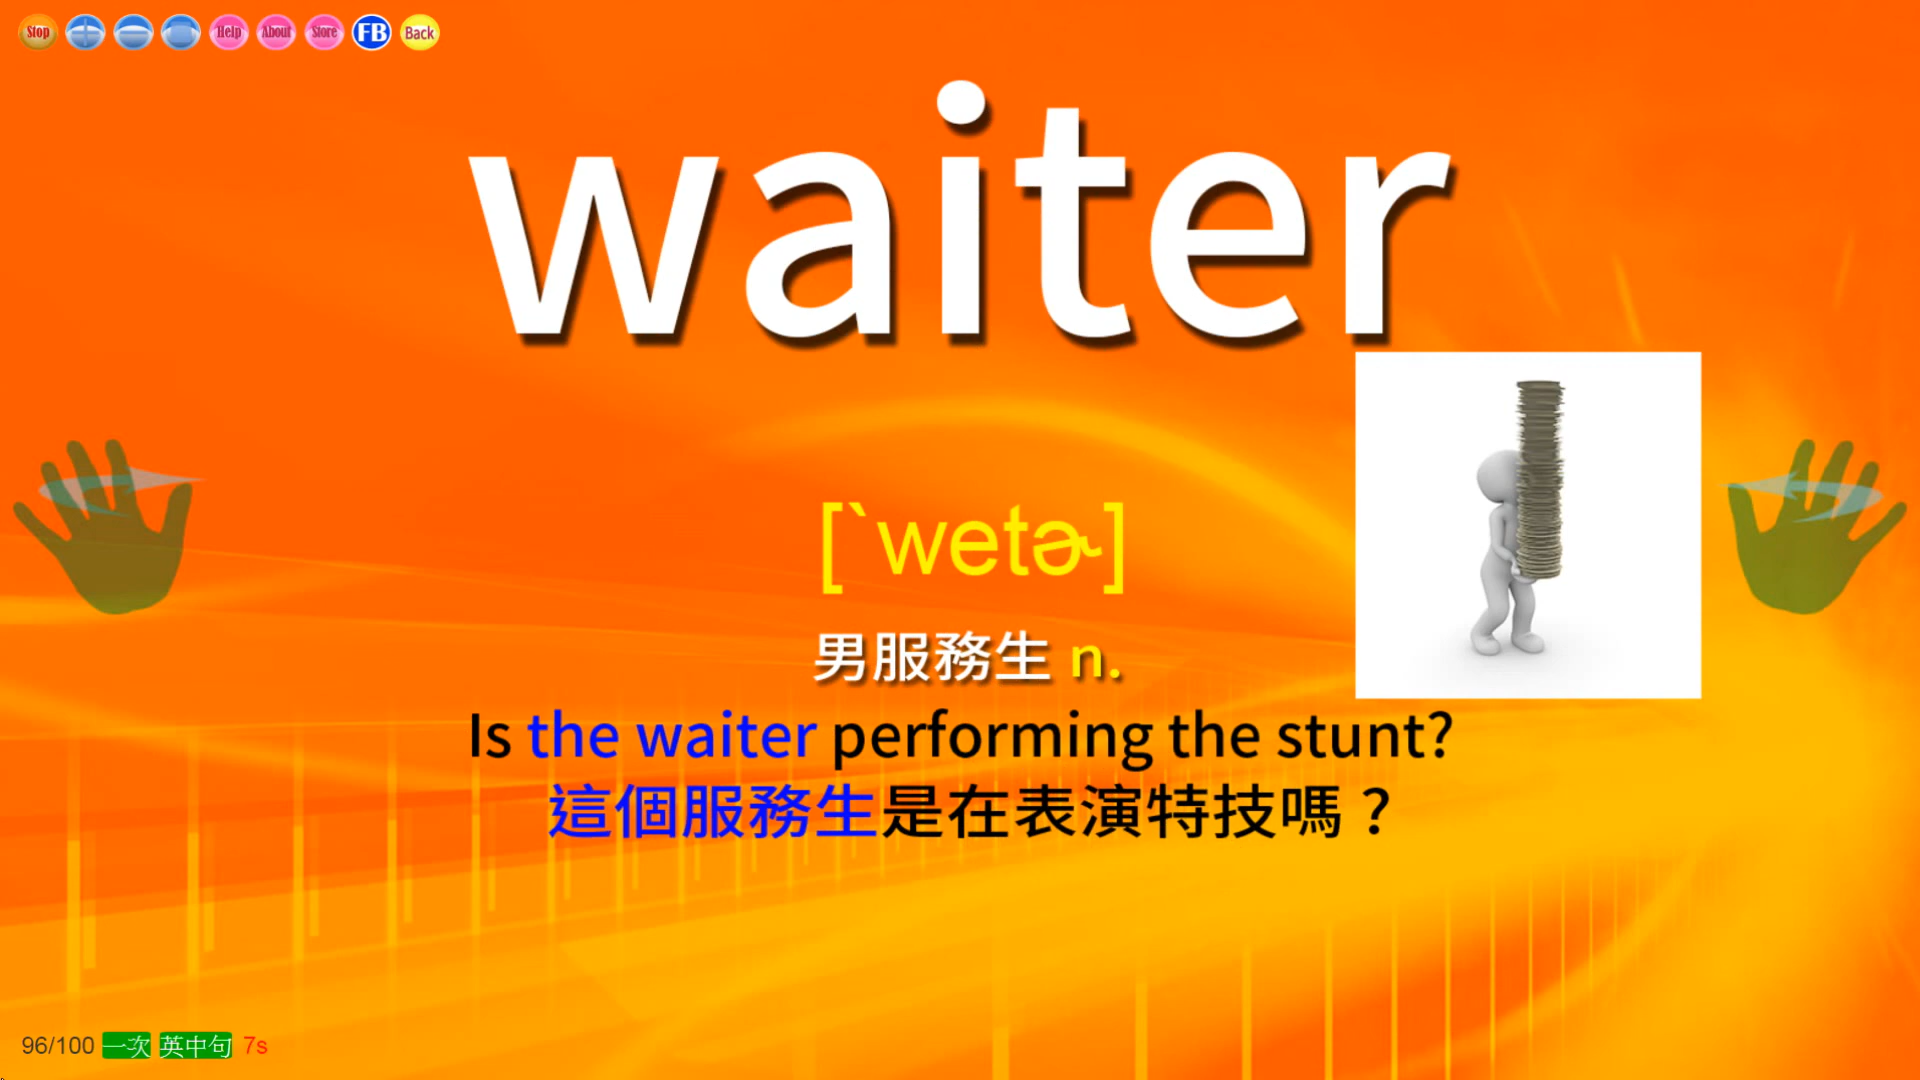 Stop Help About Store FB Back
waiter
[ˋwetɚ]
男服務生 n.
Is the waiter performing the stunt?
這個服務生是在表演特技嗎？
96/100 一次 英中句 7s